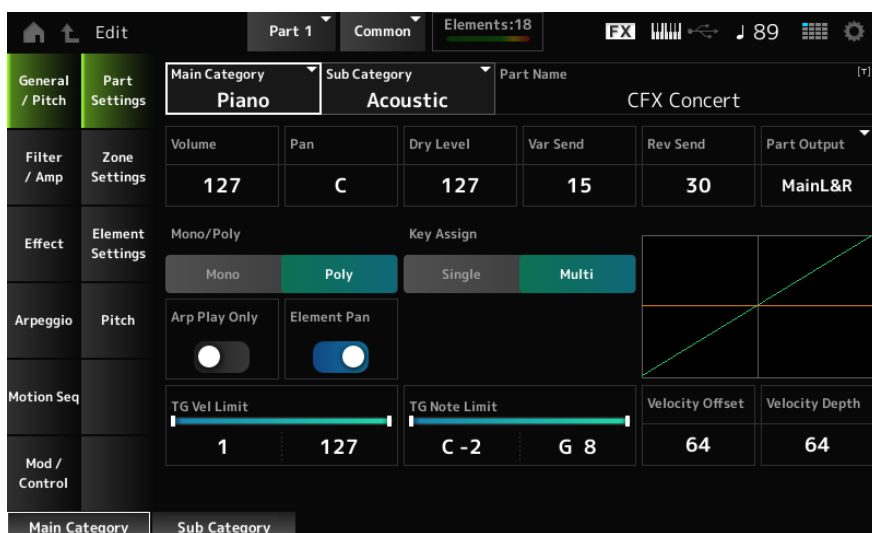 Edit
Part 1
Common
Elements:18
FX
♩ 89
General
/ Pitch
Part
Settings
Main Category
Piano
Sub Category
Acoustic
Part Name
[T]
CFX Concert
Filter
/ Amp
Zone
Settings
Volume
127
Pan
C
Dry Level
127
Var Send
15
Rev Send
30
Part Output
MainL&R
Effect
Element
Settings
Mono/Poly
Mono
Poly
Key Assign
Single
Multi
Arpeggio
Pitch
Arp Play Only
Element Pan
Motion Seq
TG Vel Limit
1
127
TG Note Limit
C -2
G 8
Velocity Offset
64
Velocity Depth
64
Mod /
Control
Main Category
Sub Category